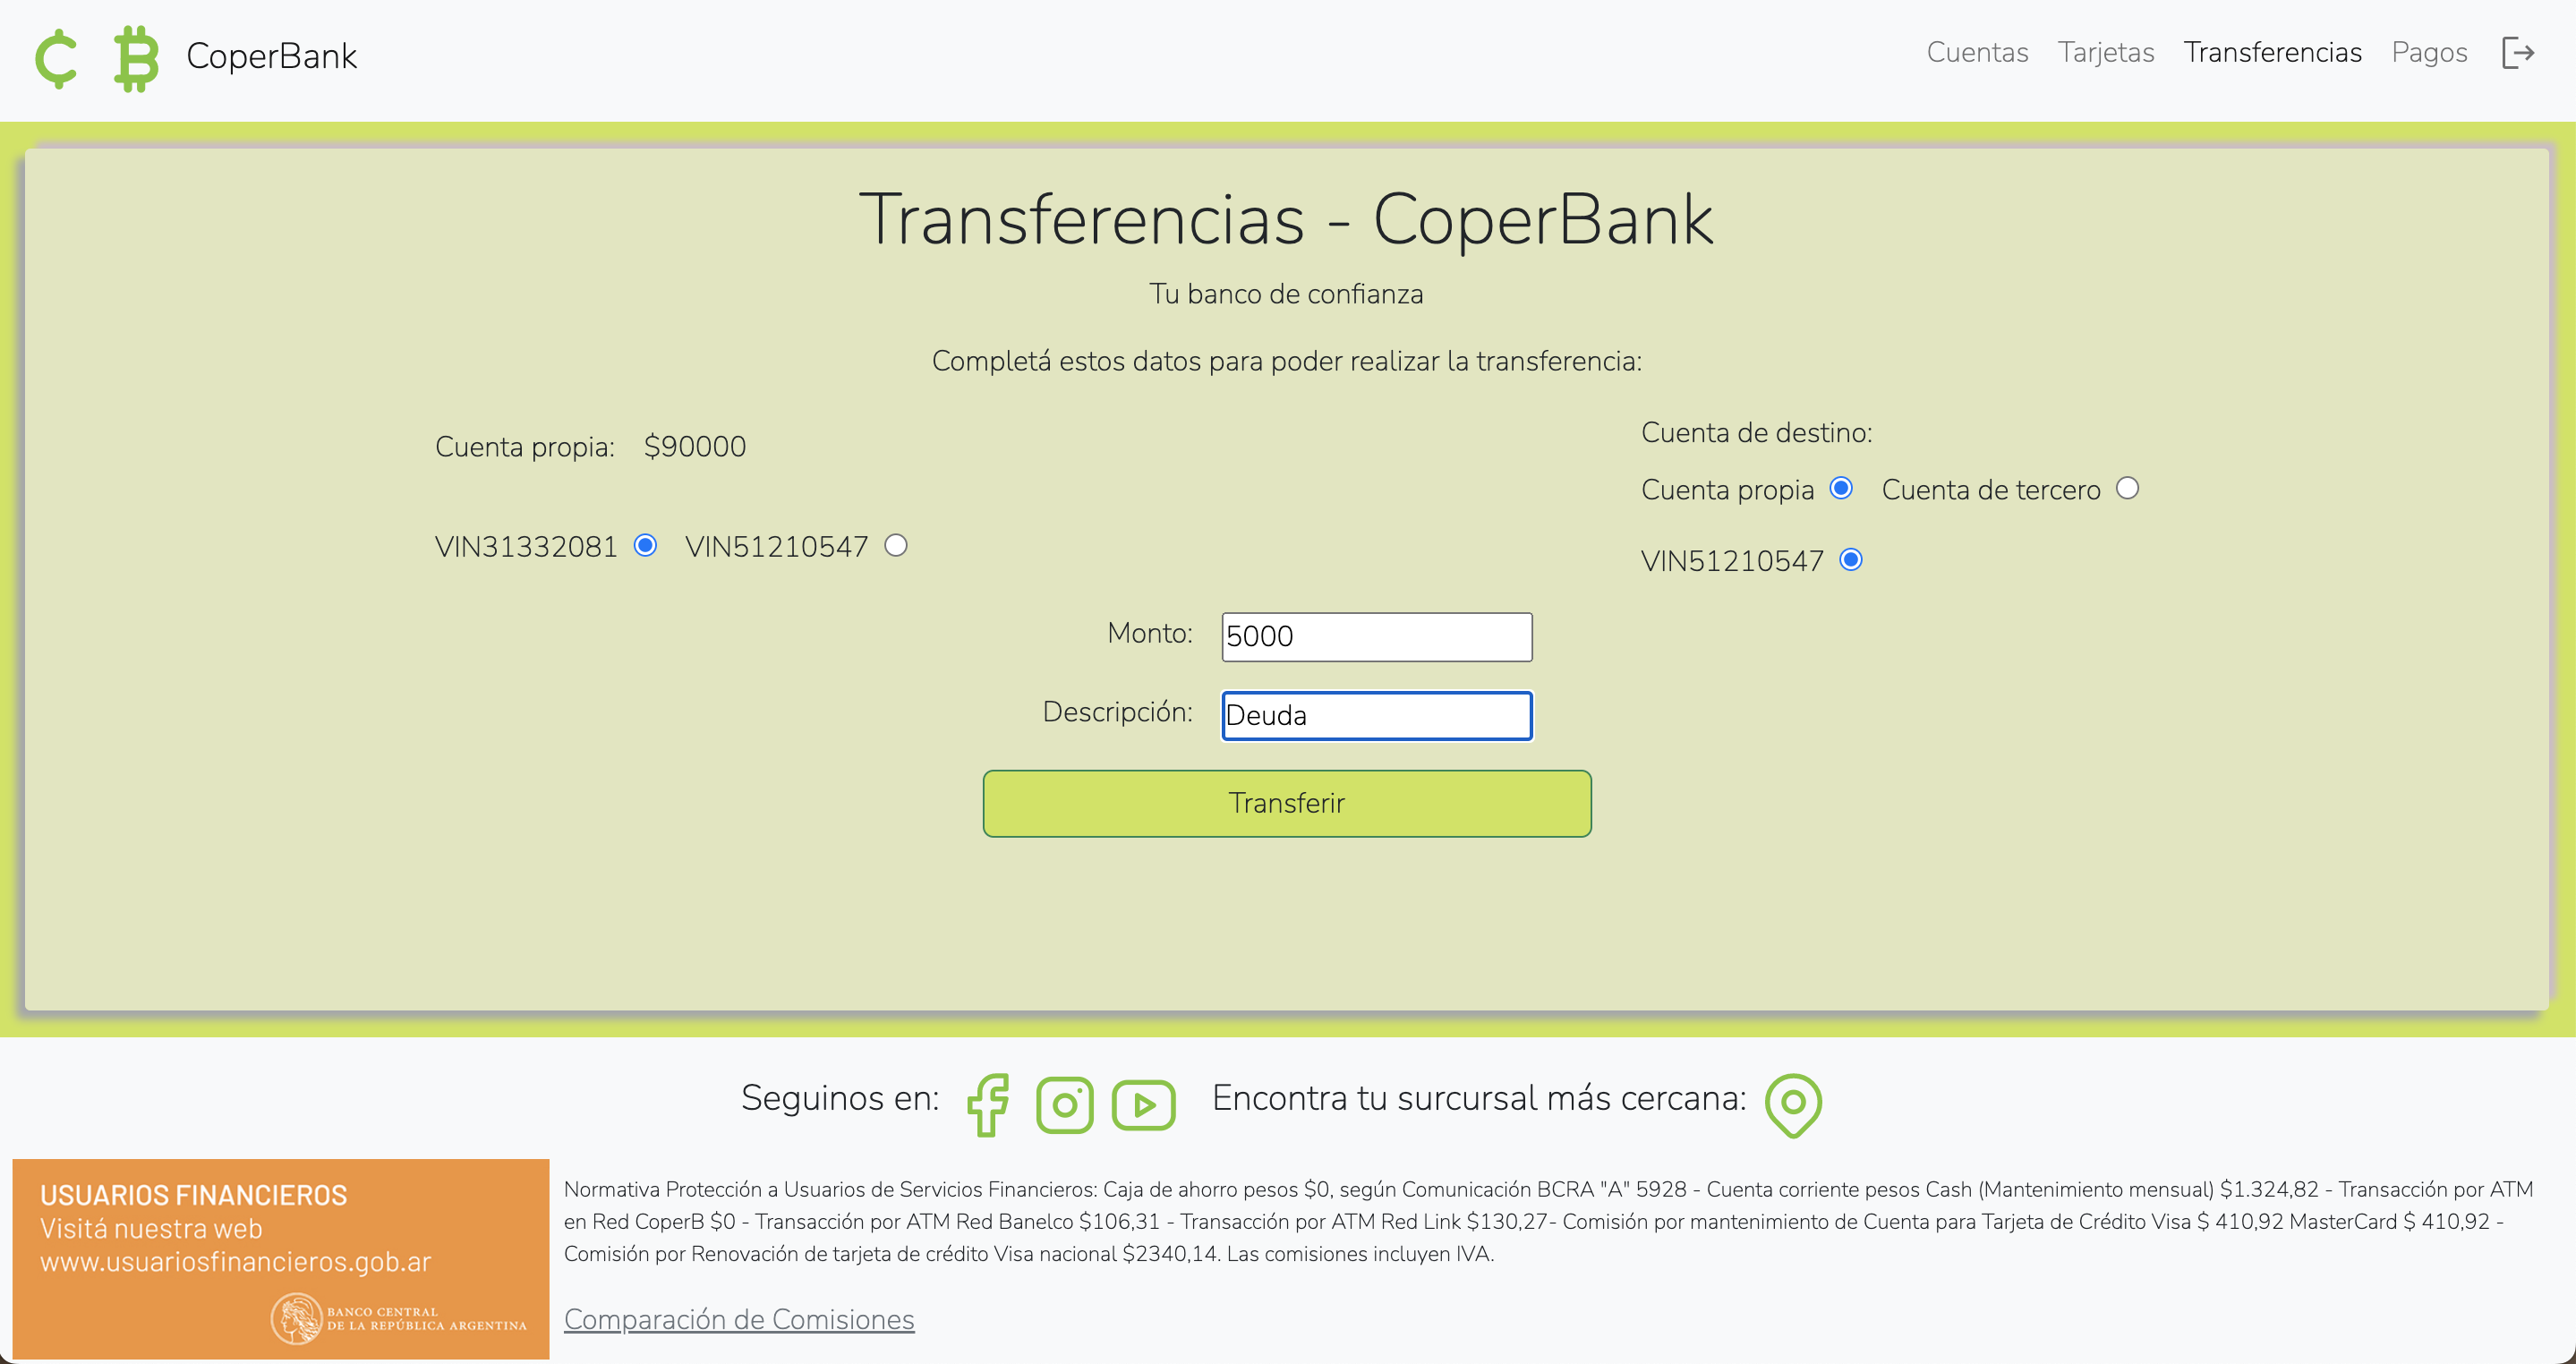 CoperBank
Cuentas Tarjetas Transferencias Pagos
Transferencias - CoperBank
Tu banco de confianza
Completá estos datos para poder realizar la transferencia:
Cuenta propia: $90000
VIN31332081 VIN51210547
Cuenta de destino:
Cuenta propia Cuenta de tercero
VIN51210547
Monto: 5000
Descripción: Deuda
Transferir
Seguinos en: Encontra tu surcursal más cercana:
USUARIOS FINANCIEROS
Visitá nuestra web
www.usuariosfinancieros.gob.ar
BANCO CENTRAL
DE LA REPÚBLICA ARGENTINA
Normativa Protección a Usuarios de Servicios Financieros: Caja de ahorro pesos $0, según Comunicación BCRA "A" 5928 - Cuenta corriente pesos Cash (Mantenimiento mensual) $1.324,82 - Transacción por ATM
en Red CoperB $0 - Transacción por ATM Red Banelco $106,31 - Transacción por ATM Red Link $130,27- Comisión por mantenimiento de Cuenta para Tarjeta de Crédito Visa $ 410,92 MasterCard $ 410,92 -
Comisión por Renovación de tarjeta de crédito Visa nacional $2340,14. Las comisiones incluyen IVA.
Comparación de Comisiones